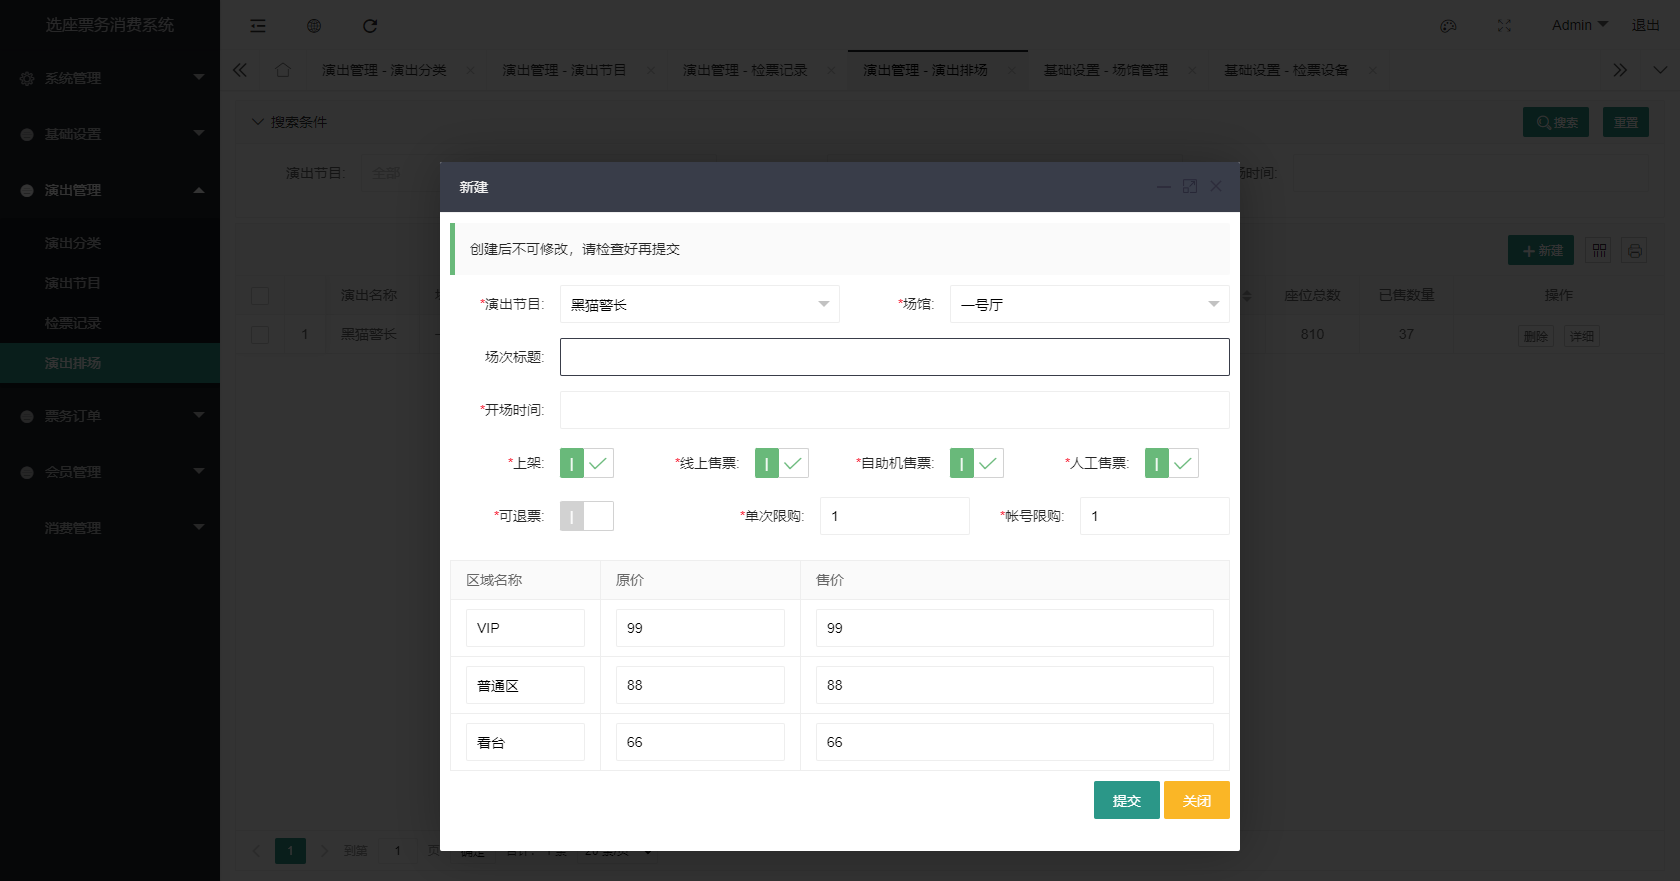 选座票务消费系统
Admin
退出
系统管理
基础设置
演出管理
演出分类
演出节目
检票记录
演出排场
票务订单
会员管理
消费管理
演出管理 - 演出分类
演出管理 - 演出节目
演出管理 - 检票记录
演出管理 - 演出排场
基础设置 - 场馆管理
基础设置 - 检票设备
搜索条件
搜索
重置
演出节目:
全部
时间:
新建
演出名称
座位总数
已售数量
操作
1
黑猫警长
810
37
删除
详细
新建
创建后不可修改，请检查好再提交
*演出节目:
黑猫警长
*场馆:
一号厅
场次标题:
*开场时间:
*上架:
*线上售票:
*自助机售票:
*人工售票:
*可退票:
*单次限购:
1
*帐号限购:
1
区域名称
原价
售价
VIP
99
99
普通区
88
88
看台
66
66
提交
关闭
1
到第
1